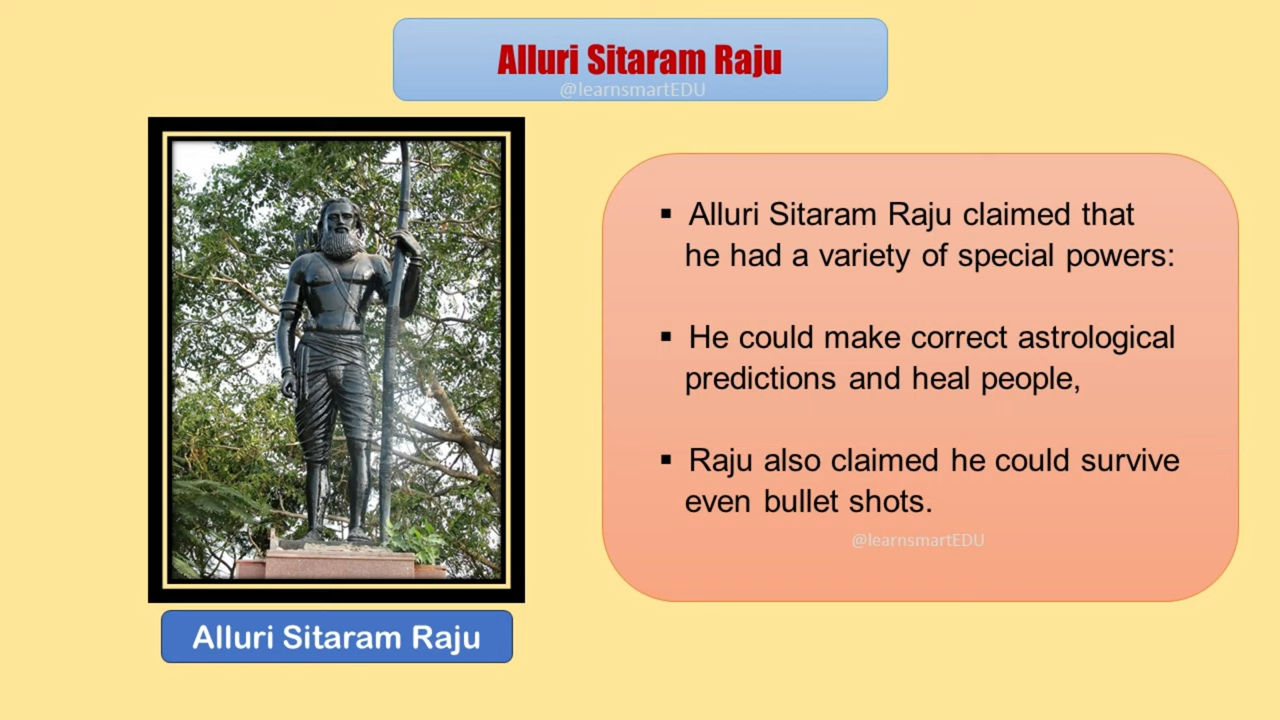 Alluri Sitaram Raju
@learnsmartEDU
▪ Alluri Sitaram Raju claimed that
he had a variety of special powers:
▪ He could make correct astrological
predictions and heal people,
▪ Raju also claimed he could survive
even bullet shots.
@learnsmartEDU
Alluri Sitaram Raju